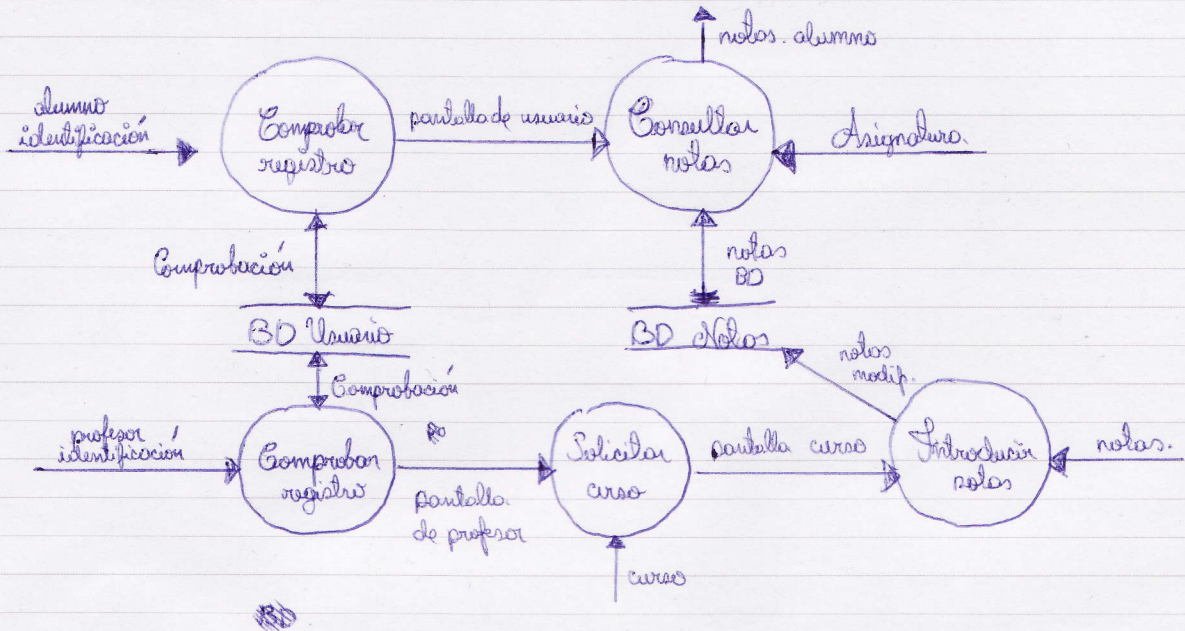 notas. alumno
alumno
identificación
Comprobar
registro
pantalla de usuario
Consultar
notas
Asignatura.
Comprobación
notas
BD
BD Usuario
BD Notas
notas
modif.
Comprobación
profesor
identificación
Comprobar
registro
pantalla
de profesor
Solicitar
curso
pantalla curso
Introducir
notas
notas.
curso